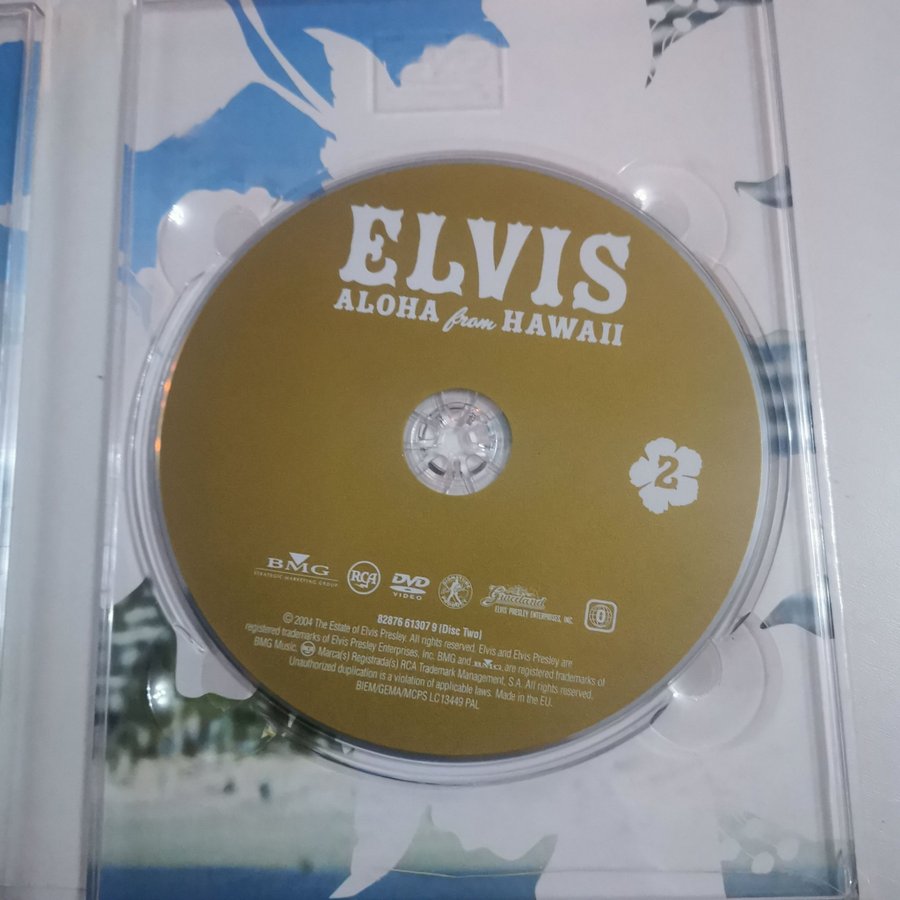 ELVIS
ALOHA from HAWAII
2
BMG
STRATEGIC MARKETING GROUP
RCA
DVD
VIDEO
Graceland
ELVIS PRESLEY ENTERPRISES, INC.
0
82876 61307 9 (Disc Two)
© 2004 The Estate of Elvis Presley. All rights reserved. Elvis and Elvis Presley are
registered trademarks of Elvis Presley Enterprises, Inc. BMG and BMG are registered trademarks of
BMG Music. RCA Marca(s) Registrada(s) RCA Trademark Management, S.A. All rights reserved.
Unauthorized duplication is a violation of applicable laws. Made in the EU.
BIEM/GEMA/MCPS LC13449 PAL